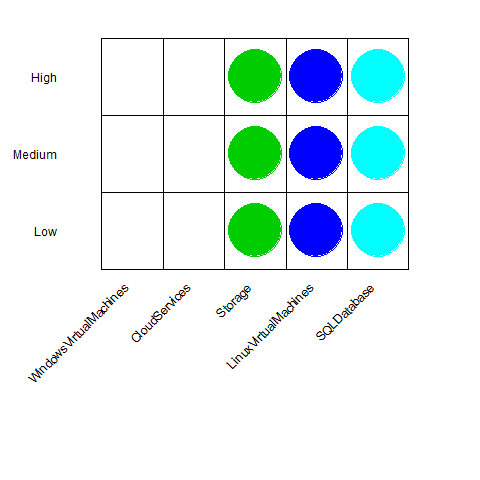 High
Medium
Low
WindowsVirtualMachines
CloudServices
Storage
LinuxVirtualMachines
SQLDatabase